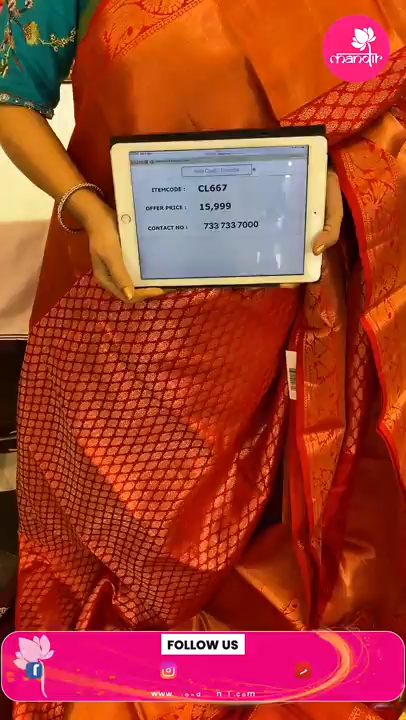 mandir
ITEMCODE : CL667
OFFER PRICE : 15,999
CONTACT NO : 733 733 7000
FOLLOW US